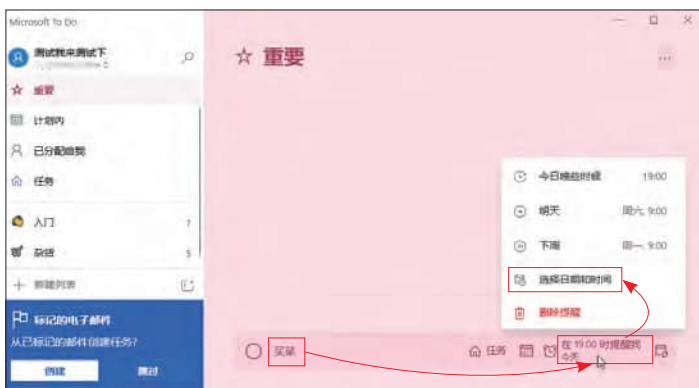 Microsoft To Do
测试我来测试下
重要
计划内
已分配给我
任务
入门 7
杂货 5
新建列表
标记的电子邮件
从已标记的邮件创建任务?
创建 跳过
重要
今日晚些时候 19:00
明天 周六, 9:00
下周 周一, 9:00
选择日期和时间
删除提醒
买菜
任务
在 19:00 时提醒我
今天